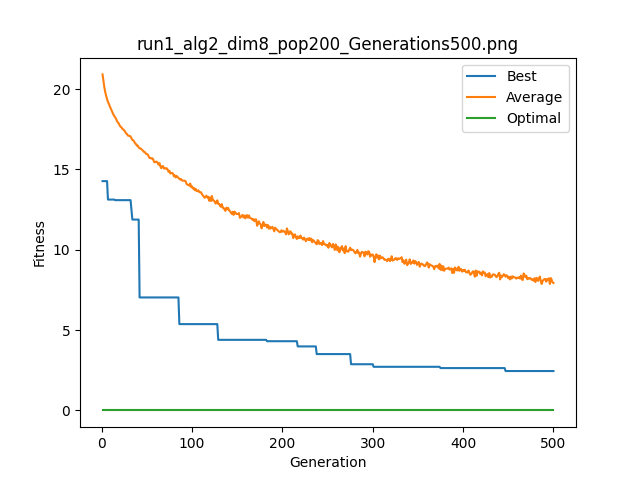 run1_alg2_dim8_pop200_Generations500.png
Best
Average
Optimal
20
15
10
5
0
Fitness
0 100 200 300 400 500
Generation